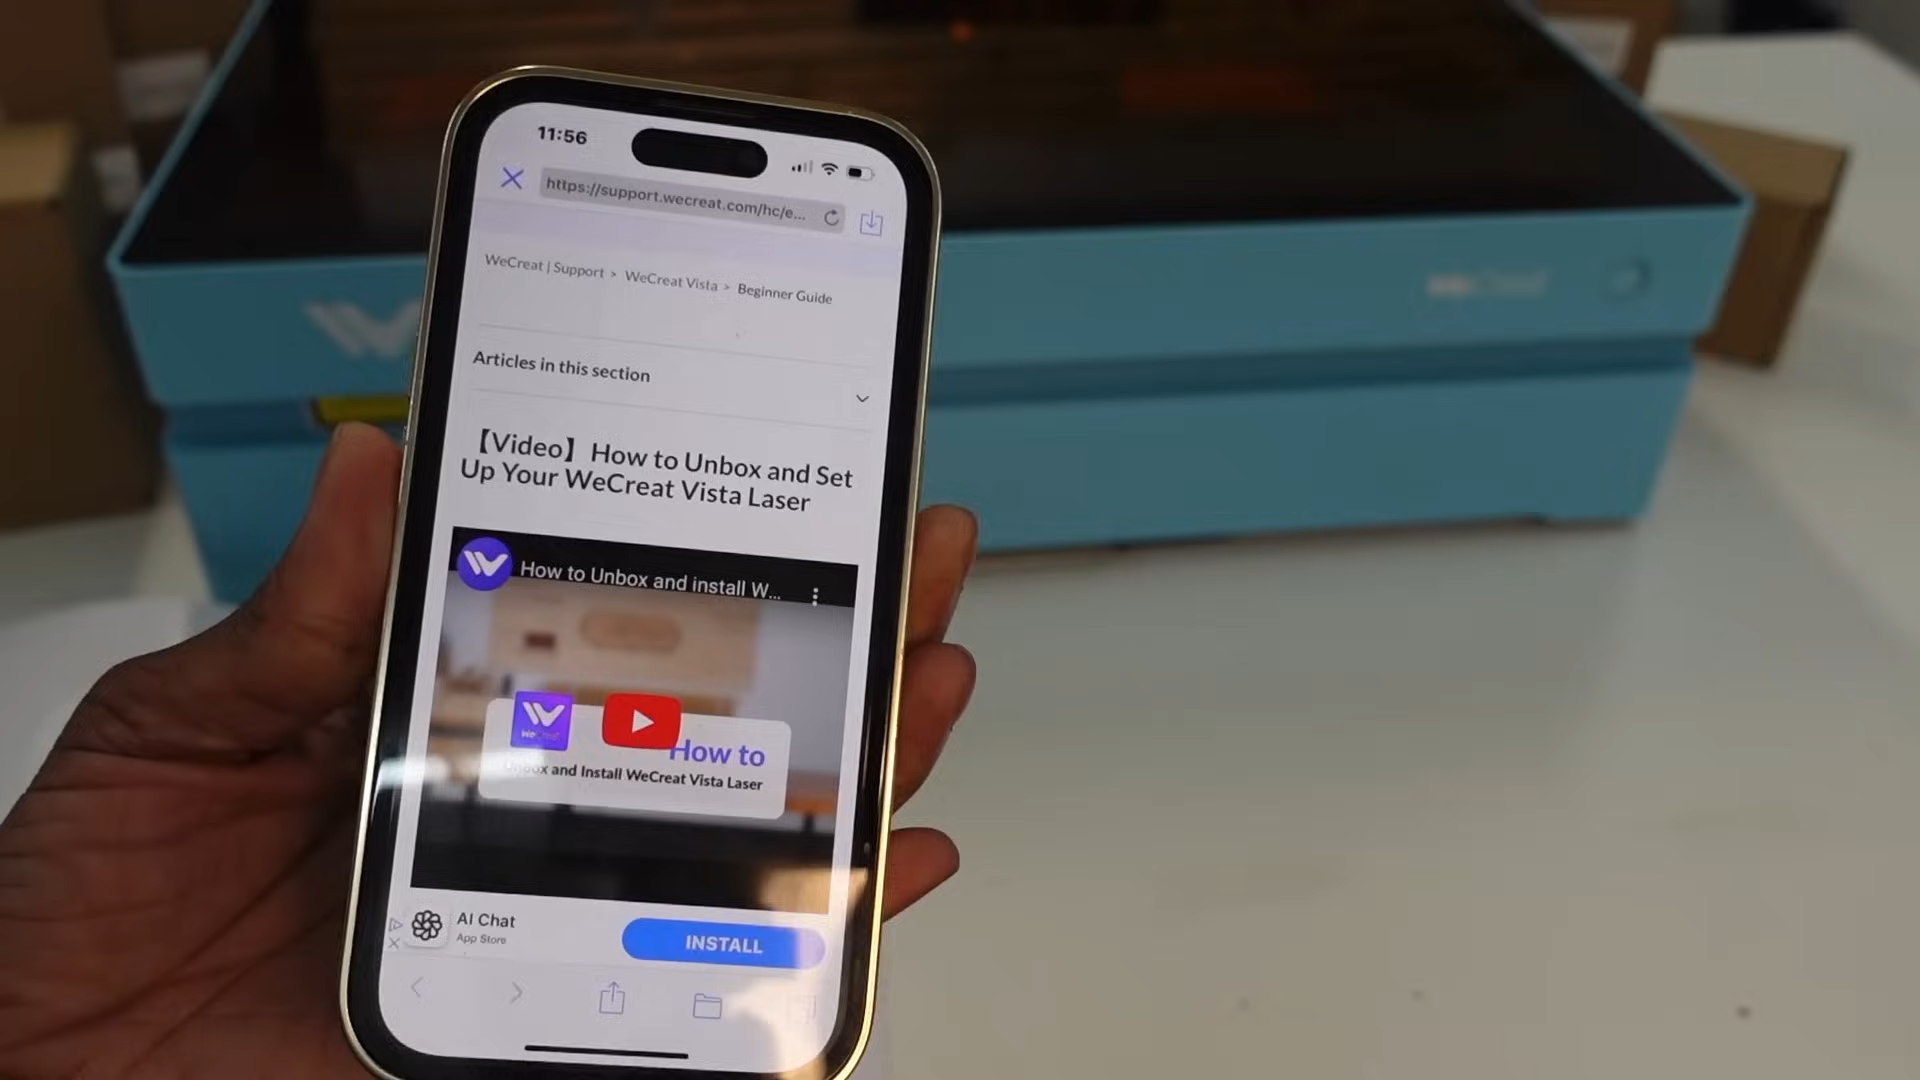 11:56
https://support.wecreat.com/hc/e...
WeCreat | Support > WeCreat Vista > Beginner Guide
Articles in this section
【Video】How to Unbox and Set
Up Your WeCreat Vista Laser
How to Unbox and install W...
WeCreat
How to
Unbox and Install WeCreat Vista Laser
AI Chat
App Store
INSTALL